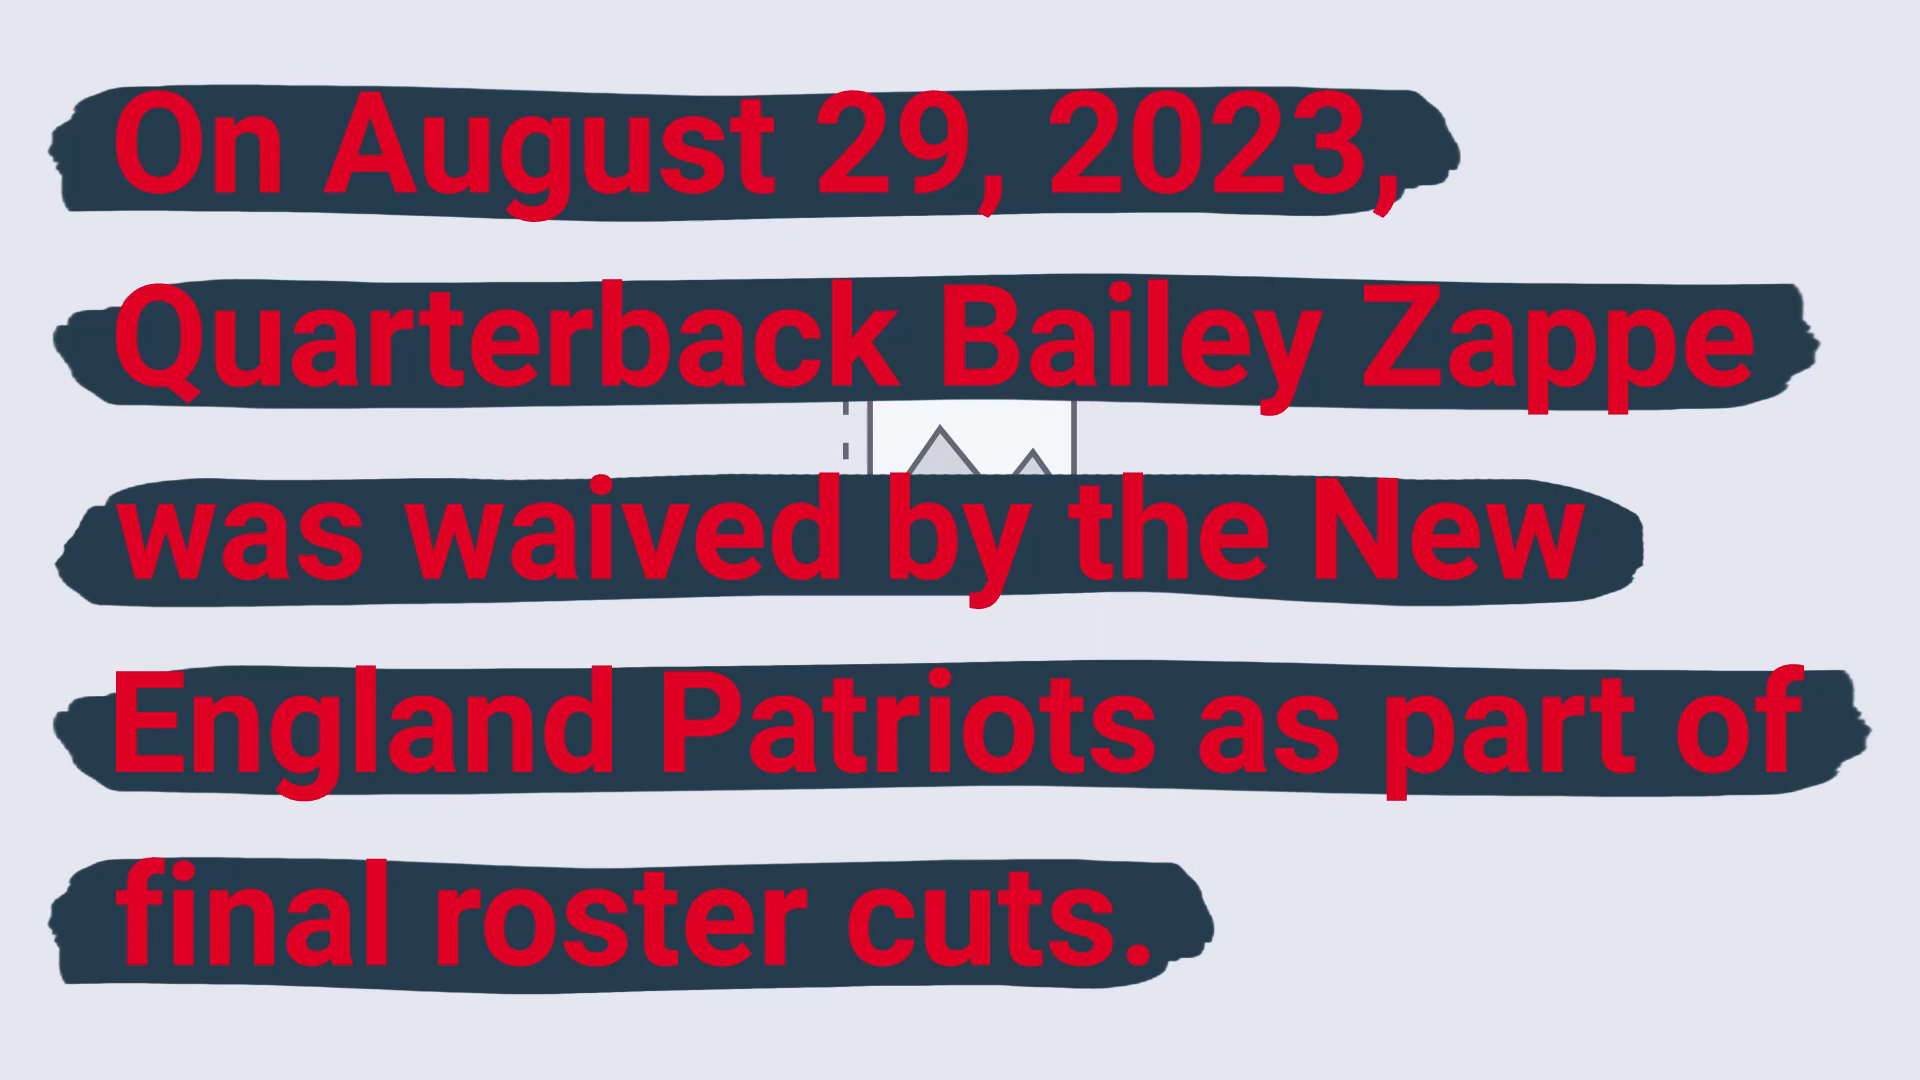 On August 29, 2023,
Quarterback Bailey Zappe
was waived by the New
England Patriots as part of
final roster cuts.